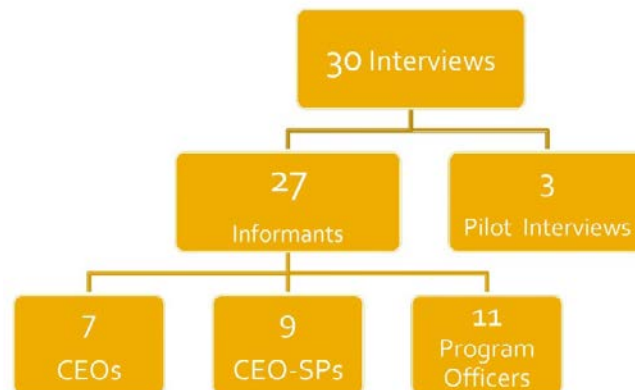 30 Interviews
27
Informants
3
Pilot Interviews
7
CEOs
9
CEO-SPs
11
Program
Officers